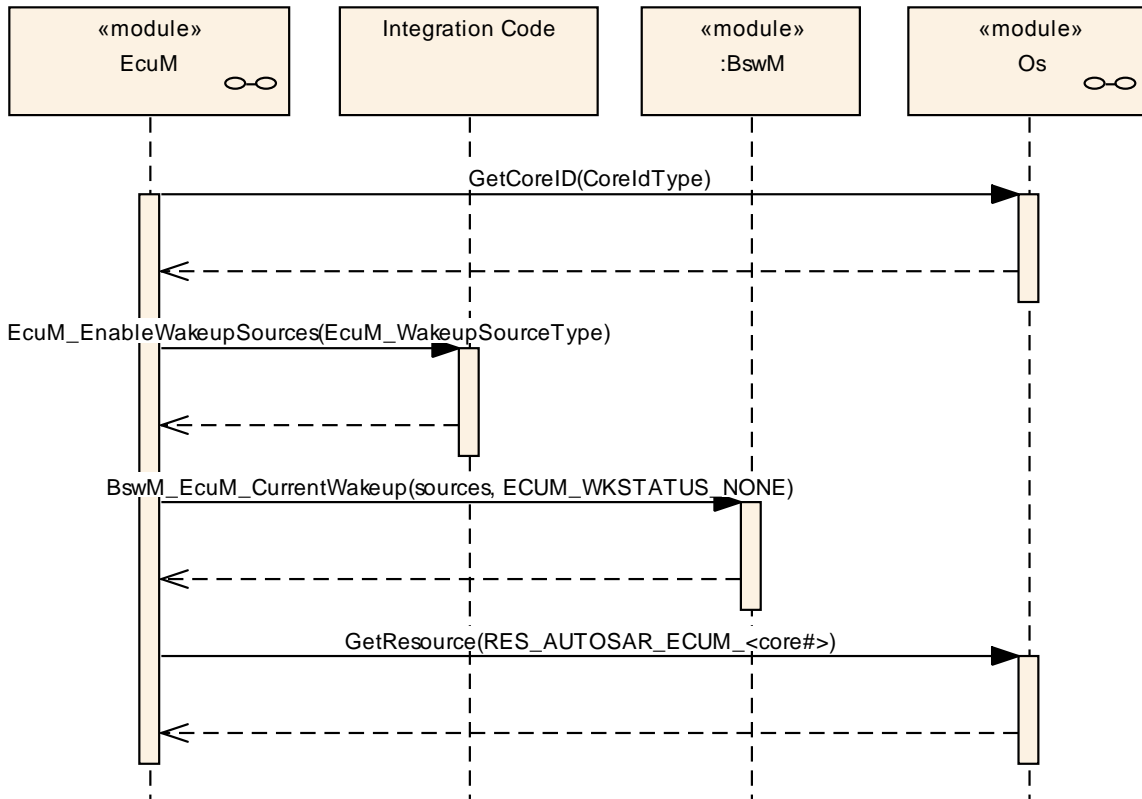 «module»
EcuM
Integration Code
«module»
:BswM
«module»
Os
GetCoreID(CoreIdType)
EcuM_EnableWakeupSources(EcuM_WakeupSourceType)
BswM_EcuM_CurrentWakeup(sources, ECUM_WKSTATUS_NONE)
GetResource(RES_AUTOSAR_ECUM_<core#>)